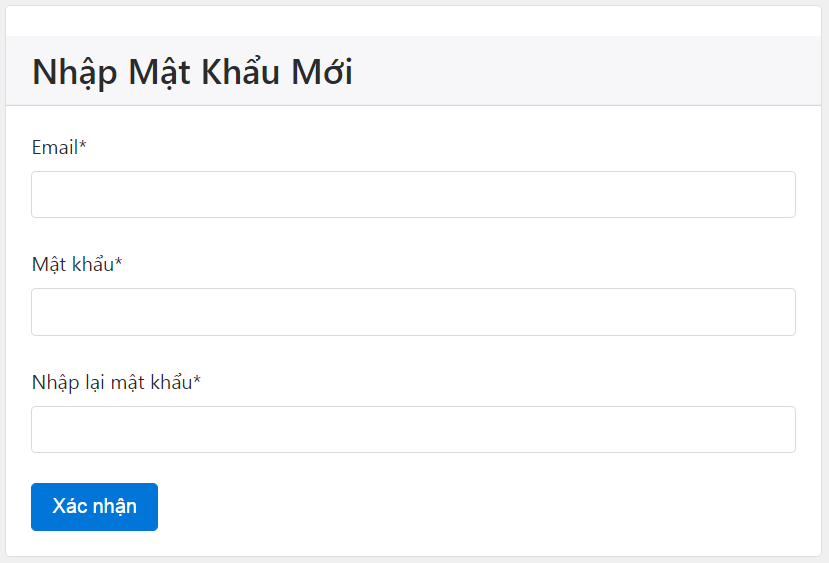 Nhập Mật Khẩu Mới
Email*
Mật khẩu*
Nhập lại mật khẩu*
Xác nhận